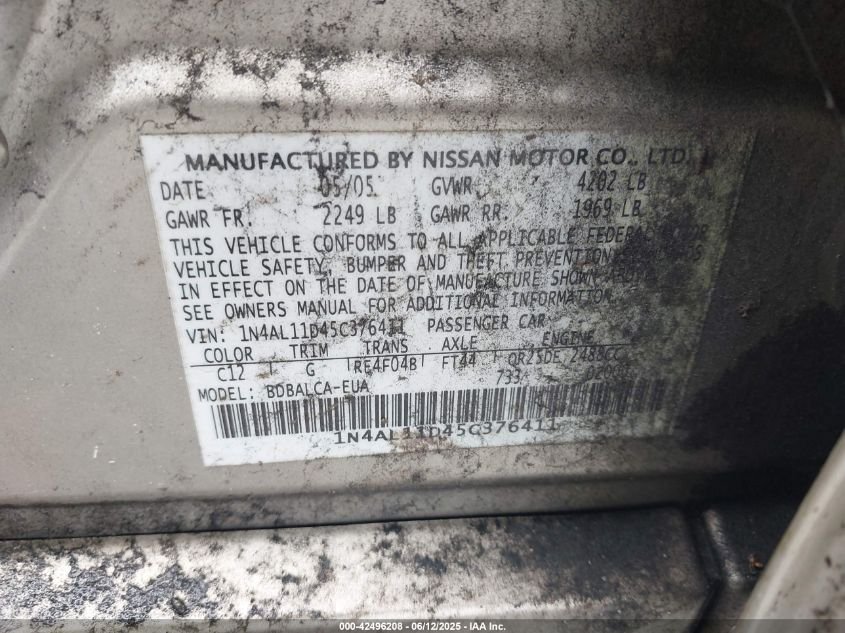 MANUFACTURED BY NISSAN MOTOR CO., LTD.
DATE 05/05 GVWR 4202 LB
GAWR FR. 2249 LB GAWR RR: 1969 LB
THIS VEHICLE CONFORMS TO ALL APPLICABLE FEDERAL
VEHICLE SAFETY, BUMPER AND THEFT PREVENTION
IN EFFECT ON THE DATE OF MANUFACTURE SHOWN
SEE OWNERS MANUAL FOR ADDITIONAL INFORMATION.
VIN: 1N4AL11D45C376411 PASSENGER CAR
COLOR TRIM TRANS AXLE ENGINE
C12 G RE4F04B FT44 QR25DE 2488CC
MODEL: BDBALCA-EUA 733
1N4AL11D45C376411
000-42496208 - 06/12/2025 - IAA Inc.